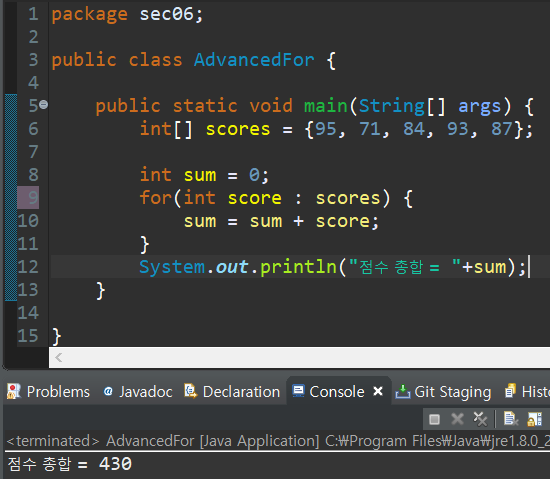 1 package sec06;
2
3 public class AdvancedFor {
4
5 public static void main(String[] args) {
6 int[] scores = {95, 71, 84, 93, 87};
7
8 int sum = 0;
9 for(int score : scores) {
10 sum = sum + score;
11 }
12 System.out.println("점수 총합 = "+sum);
13 }
14
15 }
Problems @ Javadoc Declaration Console Git Staging Histo
<terminated> AdvancedFor [Java Application] C:₩Program Files₩Java₩jre1.8.0_2
점수 총합 = 430